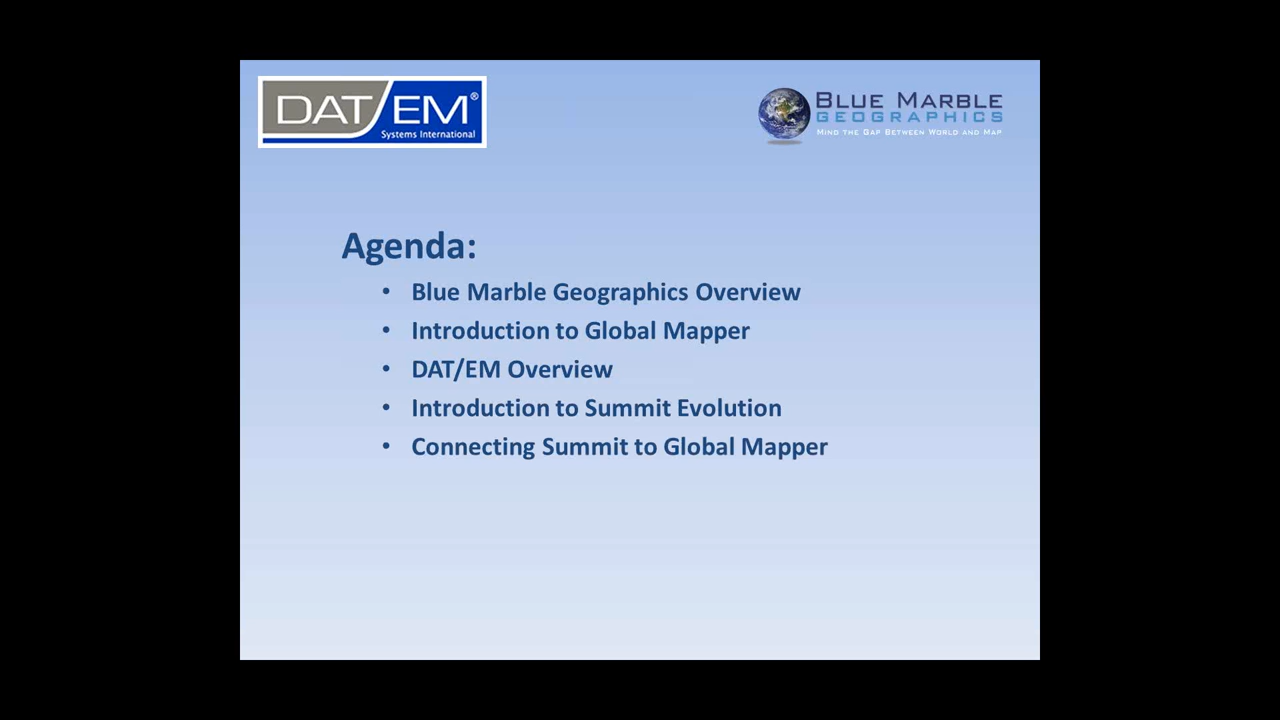 DAT/EM®
Systems International
BLUE MARBLE
GEOGRAPHICS
MIND THE GAP BETWEEN WORLD AND MAP
Agenda:
• Blue Marble Geographics Overview
• Introduction to Global Mapper
• DAT/EM Overview
• Introduction to Summit Evolution
• Connecting Summit to Global Mapper